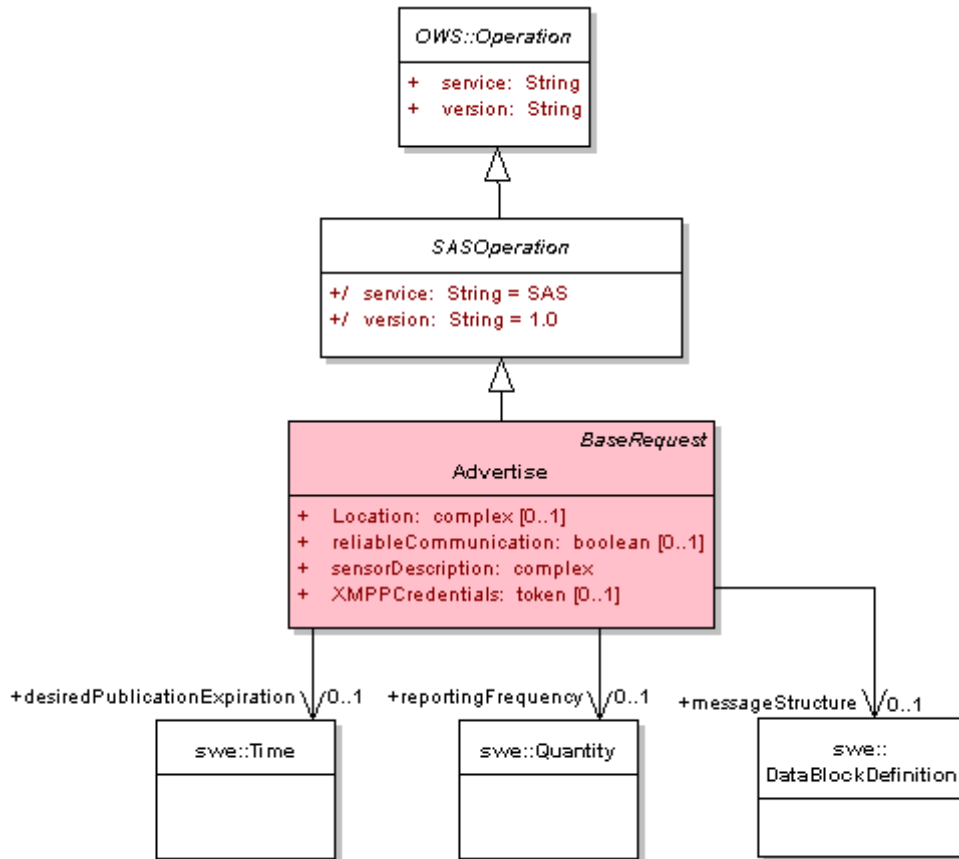 OWS::Operation
+ service: String
+ version: String
SASOperation
+/ service: String = SAS
+/ version: String = 1.0
BaseRequest
Advertise
+ Location: complex [0..1]
+ reliableCommunication: boolean [0..1]
+ sensorDescription: complex
+ XMPPCredentials: token [0..1]
+desiredPublicationExpiration 0..1
+reportingFrequency 0..1
+messageStructure 0..1
swe::Time
swe::Quantity
swe::
DataBlockDefinition